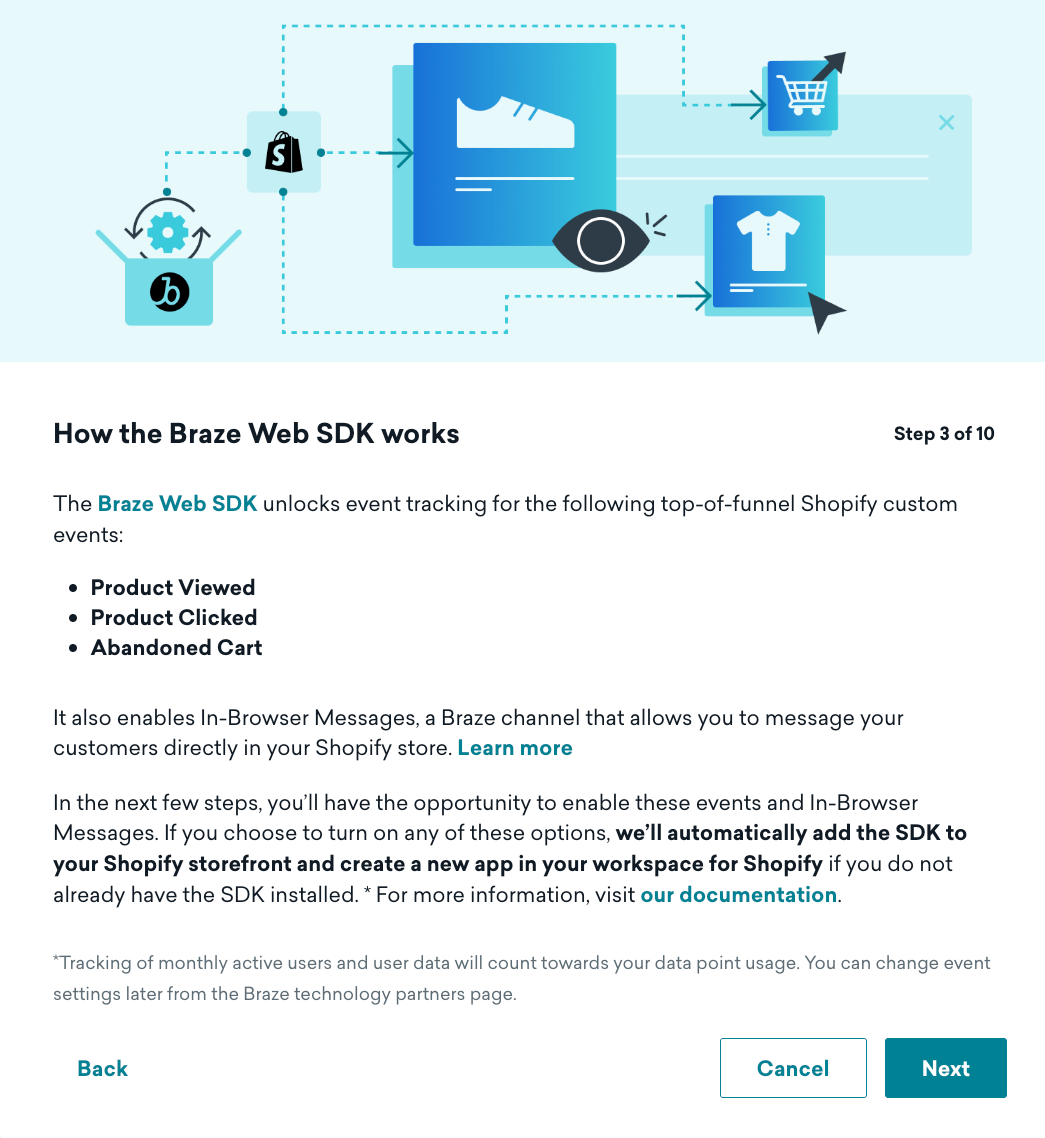 How the Braze Web SDK works
Step 3 of 10
The Braze Web SDK unlocks event tracking for the following top-of-funnel Shopify custom
events:
• Product Viewed
• Product Clicked
• Abandoned Cart
It also enables In-Browser Messages, a Braze channel that allows you to message your
customers directly in your Shopify store. Learn more
In the next few steps, you’ll have the opportunity to enable these events and In-Browser
Messages. If you choose to turn on any of these options, we’ll automatically add the SDK to
your Shopify storefront and create a new app in your workspace for Shopify if you do not
already have the SDK installed. * For more information, visit our documentation.
*Tracking of monthly active users and user data will count towards your data point usage. You can change event
settings later from the Braze technology partners page.
Back
Cancel
Next